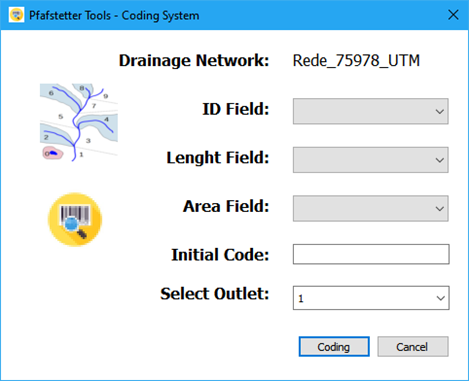 Pfafstetter Tools - Coding System
Drainage Network: Rede_75978_UTM
ID Field:
Lenght Field:
Area Field:
Initial Code:
Select Outlet: 1
Coding Cancel
6 8 9
7
5 4
2 3
0 1